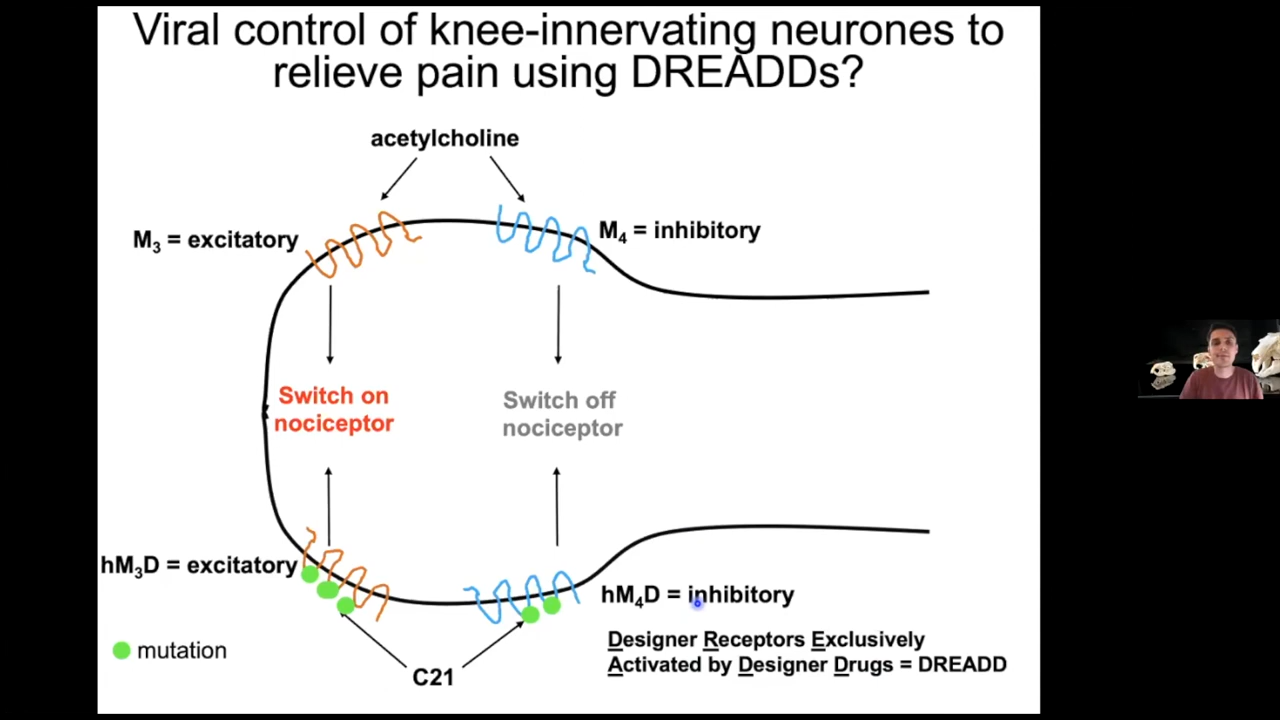 Viral control of knee-innervating neurones to
relieve pain using DREADDs?
acetylcholine
M₃ = excitatory
M₄ = inhibitory
Switch on
nociceptor
Switch off
nociceptor
hM₃D = excitatory
hM₄D = inhibitory
mutation
C21
Designer Receptors Exclusively
Activated by Designer Drugs = DREADD